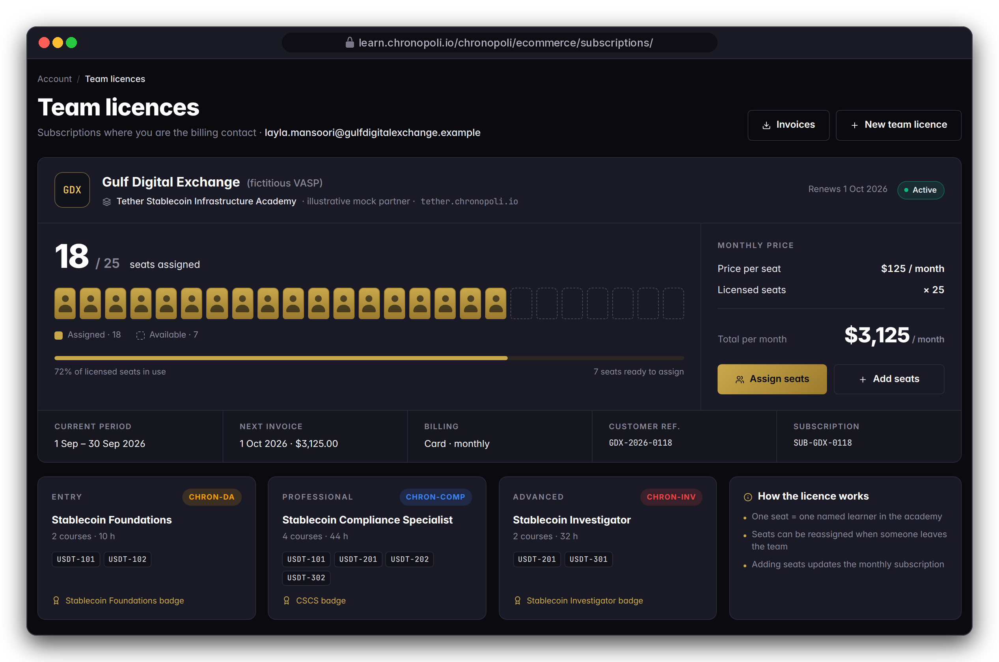 learn.chronopoli.io/chronopoli/ecommerce/subscriptions/
Account / Team licences
Team licences
Subscriptions where you are the billing contact · layla.mansoori@gulfdigitalexchange.example
Invoices
+ New team licence
GDX
Gulf Digital Exchange (fictitious VASP)
Tether Stablecoin Infrastructure Academy · illustrative mock partner · tether.chronopoli.io
Renews 1 Oct 2026
Active
18 / 25 seats assigned
Assigned · 18
Available · 7
72% of licensed seats in use
7 seats ready to assign
MONTHLY PRICE
Price per seat $125 / month
Licensed seats × 25
Total per month $3,125 / month
Assign seats
+ Add seats
CURRENT PERIOD
1 Sep – 30 Sep 2026
NEXT INVOICE
1 Oct 2026 · $3,125.00
BILLING
Card · monthly
CUSTOMER REF.
GDX-2026-0118
SUBSCRIPTION
SUB-GDX-0118
ENTRY CHRON-DA
Stablecoin Foundations
2 courses · 10 h
USDT-101 USDT-102
Stablecoin Foundations badge
PROFESSIONAL CHRON-COMP
Stablecoin Compliance Specialist
4 courses · 44 h
USDT-101 USDT-201 USDT-202
USDT-302
CSCS badge
ADVANCED CHRON-INV
Stablecoin Investigator
2 courses · 32 h
USDT-201 USDT-301
Stablecoin Investigator badge
How the licence works
• One seat = one named learner in the academy
• Seats can be reassigned when someone leaves
the team
• Adding seats updates the monthly subscription